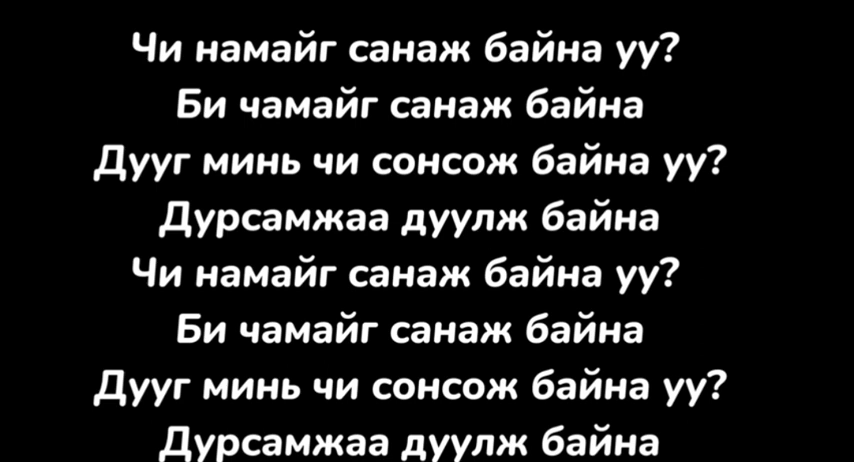 Чи намайг санаж байна уу?
Би чамайг санаж байна
Дууг минь чи сонсож байна уу?
Дурсамжаа дуулж байна
Чи намайг санаж байна уу?
Би чамайг санаж байна
Дууг минь чи сонсож байна уу?
Дурсамжаа дуулж байна